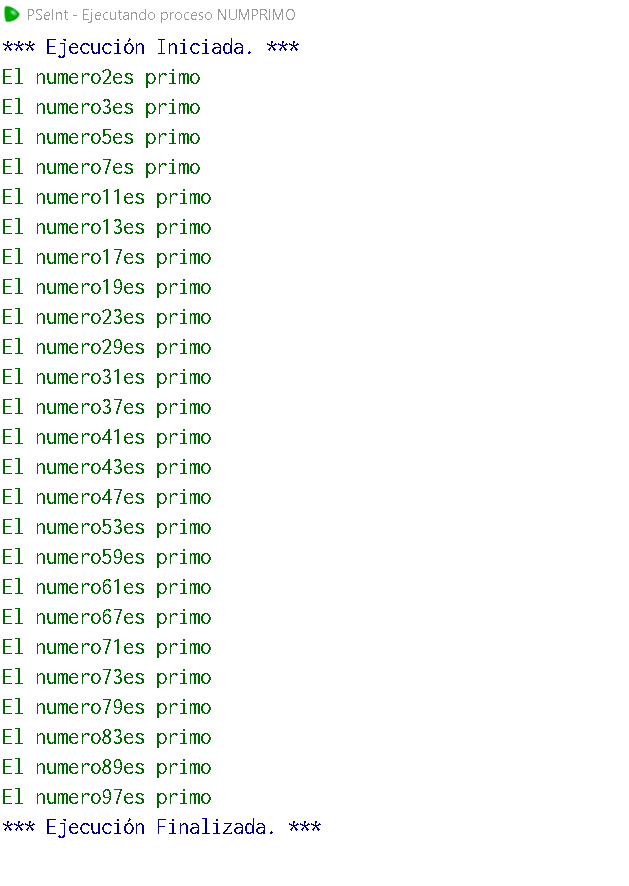 PSeInt - Ejecutando proceso NUMPRIMO
*** Ejecución Iniciada. ***
El numero2es primo
El numero3es primo
El numero5es primo
El numero7es primo
El numero11es primo
El numero13es primo
El numero17es primo
El numero19es primo
El numero23es primo
El numero29es primo
El numero31es primo
El numero37es primo
El numero41es primo
El numero43es primo
El numero47es primo
El numero53es primo
El numero59es primo
El numero61es primo
El numero67es primo
El numero71es primo
El numero73es primo
El numero79es primo
El numero83es primo
El numero89es primo
El numero97es primo
*** Ejecución Finalizada. ***